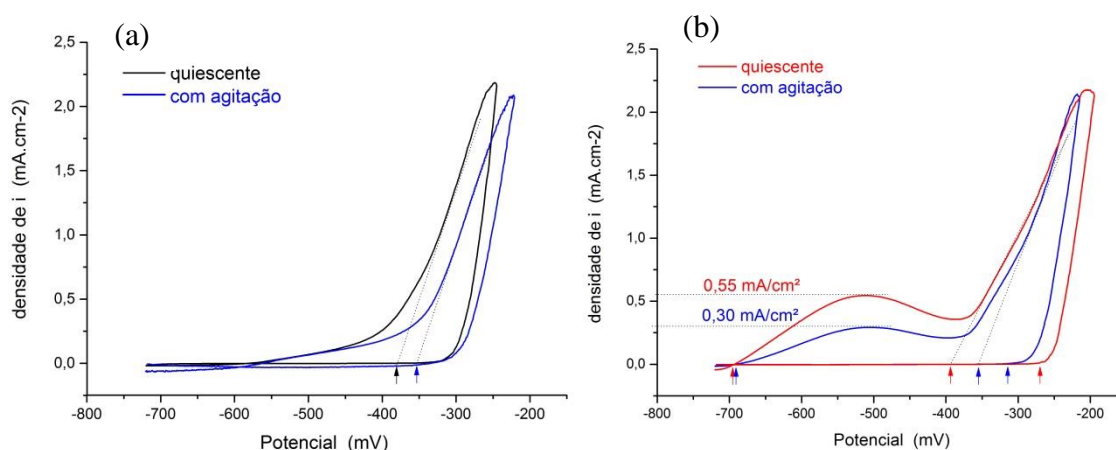 (a)
quiescente
com agitação
densidade de i (mA.cm-2)
2,5
2,0
1,5
1,0
0,5
0,0
-800 -700 -600 -500 -400 -300 -200
Potencial (mV)
(b)
quiescente
com agitação
densidade de i (mA.cm-2)
2,5
2,0
1,5
1,0
0,5
0,0
0,55 mA/cm²
0,30 mA/cm²
-800 -700 -600 -500 -400 -300 -200
Potencial (mV)